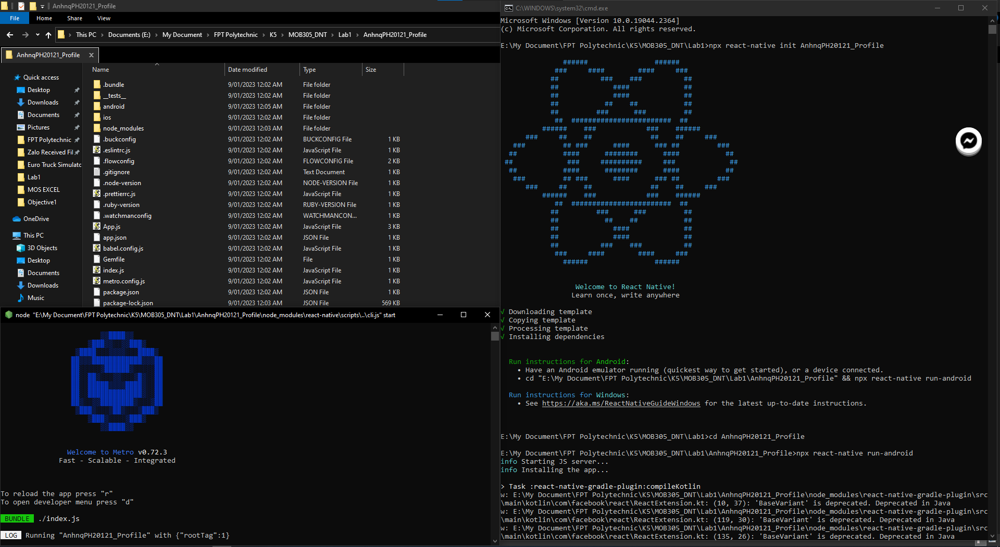 AnhnqPH20121_Profile
File Home Share View
This PC > Documents (E:) > My Document > FPT Polytechnic > K5 > MOB305_DNT > Lab1 > AnhnqPH20121_Profile
AnhnqPH20121_Profile
Name Date modified Type Size
Quick access
Desktop
Downloads
Documents
Pictures
FPT Polytechnic
Zalo Received Fil
Euro Truck Simulatc
Lab1
MOS EXCEL
Objective1
OneDrive
This PC
3D Objects
Desktop
Documents
Downloads
Music
.bundle 9/01/2023 12:02 AM File folder
__tests__ 9/01/2023 12:02 AM File folder
android 9/01/2023 12:05 AM File folder
ios 9/01/2023 12:02 AM File folder
node_modules 9/01/2023 12:03 AM File folder
.buckconfig 9/01/2023 12:02 AM BUCKCONFIG File 1 KB
.eslintrc.js 9/01/2023 12:02 AM JavaScript File 1 KB
.flowconfig 9/01/2023 12:02 AM FLOWCONFIG File 2 KB
.gitignore 9/01/2023 12:02 AM Text Document 1 KB
.node-version 9/01/2023 12:02 AM NODE-VERSION File 1 KB
.prettierrc.js 9/01/2023 12:02 AM JavaScript File 1 KB
.ruby-version 9/01/2023 12:02 AM RUBY-VERSION File 1 KB
.watchmanconfig 9/01/2023 12:02 AM WATCHMANCON... 1 KB
App.js 9/01/2023 12:02 AM JavaScript File 3 KB
app.json 9/01/2023 12:02 AM JSON File 1 KB
babel.config.js 9/01/2023 12:02 AM JavaScript File 1 KB
Gemfile 9/01/2023 12:02 AM File 1 KB
index.js 9/01/2023 12:02 AM JavaScript File 1 KB
metro.config.js 9/01/2023 12:02 AM JavaScript File 1 KB
package.json 9/01/2023 12:02 AM JSON File 1 KB
package-lock.json 9/01/2023 12:03 AM JSON File 569 KB
node "E:\My Document\FPT Polytechnic\K5\MOB305_DNT\Lab1\AnhnqPH20121_Profile\node_modules\react-native\scripts\..\cli.js" start
Welcome to Metro v0.72.3
Fast - Scalable - Integrated
To reload the app press "r"
To open developer menu press "d"
BUNDLE ./index.js
LOG Running "AnhnqPH20121_Profile" with {"rootTag":1}
C:\WINDOWS\system32\cmd.exe
Microsoft Windows [Version 10.0.19044.2364]
(c) Microsoft Corporation. All rights reserved.
E:\My Document\FPT Polytechnic\K5\MOB305_DNT\Lab1>npx react-native init AnhnqPH20121_Profile
Welcome to React Native!
Learn once, write anywhere
√ Downloading template
√ Copying template
√ Processing template
√ Installing dependencies
Run instructions for Android:
• Have an Android emulator running (quickest way to get started), or a device connected.
• cd "E:\My Document\FPT Polytechnic\K5\MOB305_DNT\Lab1\AnhnqPH20121_Profile" && npx react-native run-android
Run instructions for Windows:
• See https://aka.ms/ReactNativeGuideWindows for the latest up-to-date instructions.
E:\My Document\FPT Polytechnic\K5\MOB305_DNT\Lab1>cd AnhnqPH20121_Profile
E:\My Document\FPT Polytechnic\K5\MOB305_DNT\Lab1\AnhnqPH20121_Profile>npx react-native run-android
info Starting JS server...
info Installing the app...
> Task :react-native-gradle-plugin:compileKotlin
w: E:\My Document\FPT Polytechnic\K5\MOB305_DNT\Lab1\AnhnqPH20121_Profile\node_modules\react-native-gradle-plugin\src
\main\kotlin\com\facebook\react\ReactExtension.kt: (10, 37): 'BaseVariant' is deprecated. Deprecated in Java
w: E:\My Document\FPT Polytechnic\K5\MOB305_DNT\Lab1\AnhnqPH20121_Profile\node_modules\react-native-gradle-plugin\src
\main\kotlin\com\facebook\react\ReactExtension.kt: (119, 30): 'BaseVariant' is deprecated. Deprecated in Java
w: E:\My Document\FPT Polytechnic\K5\MOB305_DNT\Lab1\AnhnqPH20121_Profile\node_modules\react-native-gradle-plugin\src
\main\kotlin\com\facebook\react\ReactExtension.kt: (135, 26): 'BaseVariant' is deprecated. Deprecated in Java